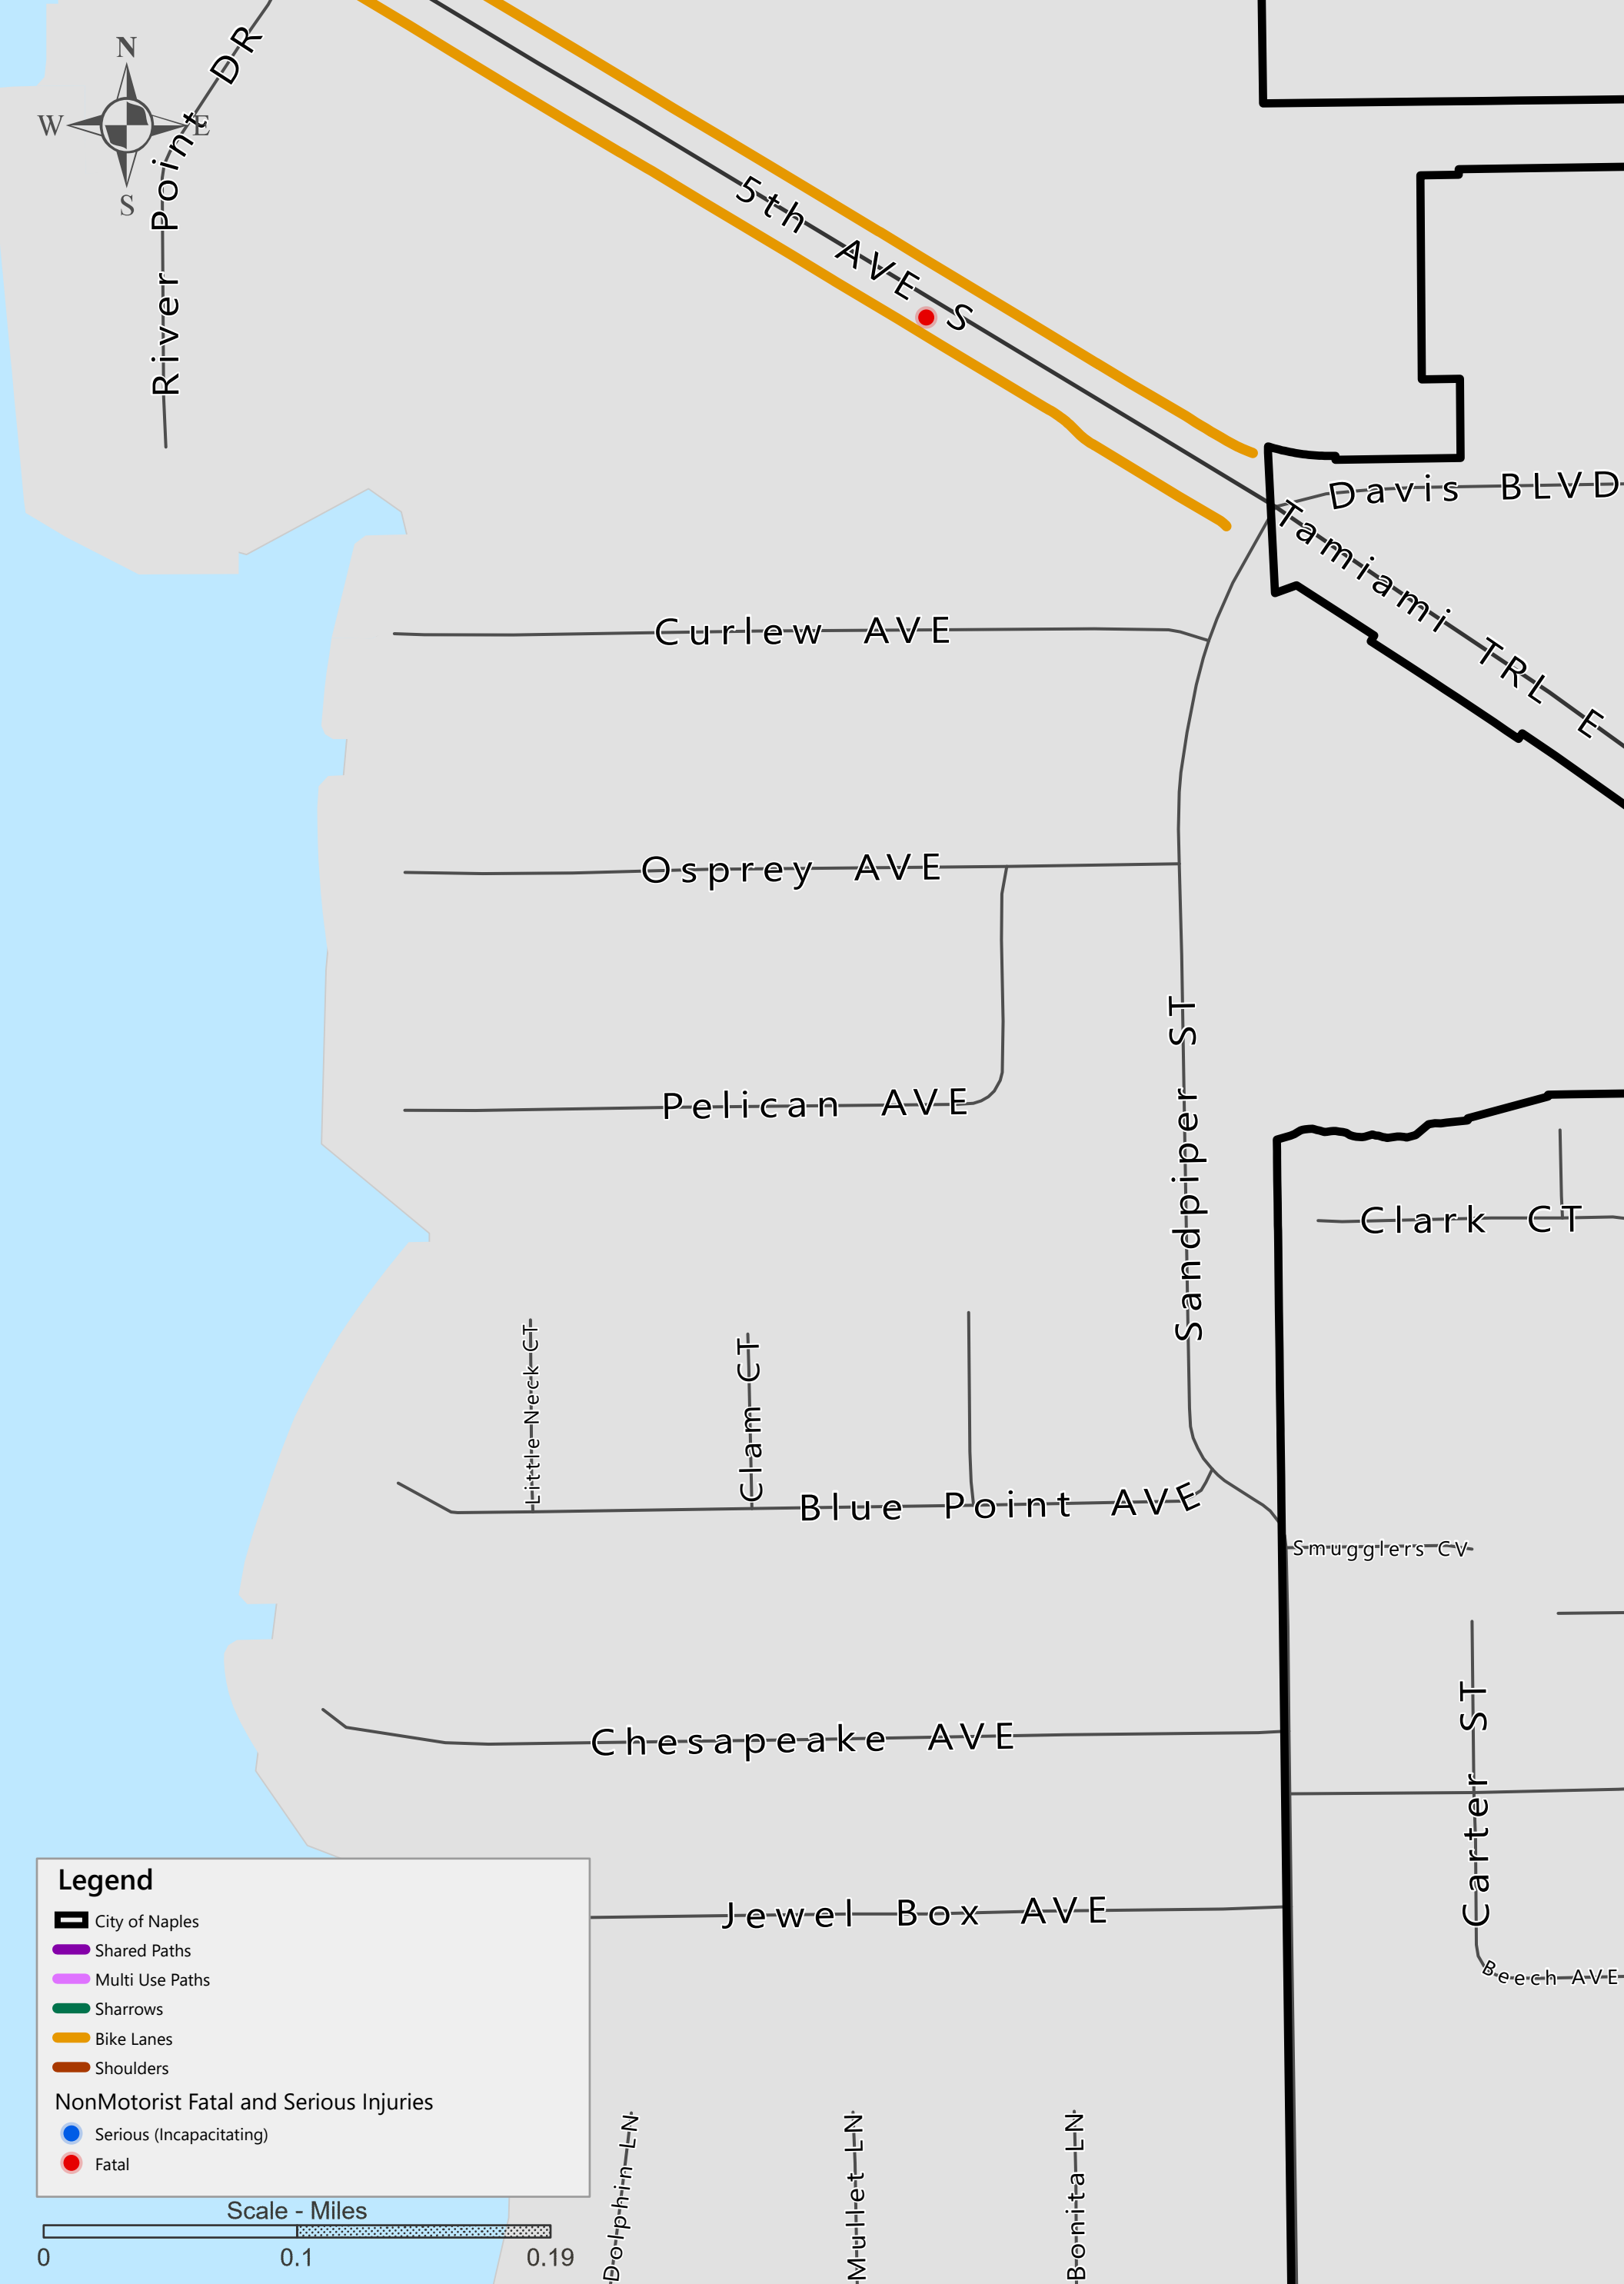 N
W E
S
River Point DR
5th AVE S
Davis BLVD
Tamiami TRL E
Curlew AVE
Osprey AVE
Pelican AVE
Sandpiper ST
Clark CT
Little Neck CT
Clam CT
Blue Point AVE
Smugglers CV
Chesapeake AVE
Carter ST
Jewel Box AVE
Beech AVE
Dolphin LN
Mullet LN
Bonita LN
Legend
City of Naples
Shared Paths
Multi Use Paths
Sharrows
Bike Lanes
Shoulders
NonMotorist Fatal and Serious Injuries
Serious (Incapacitating)
Fatal
Scale - Miles
0 0.1 0.19